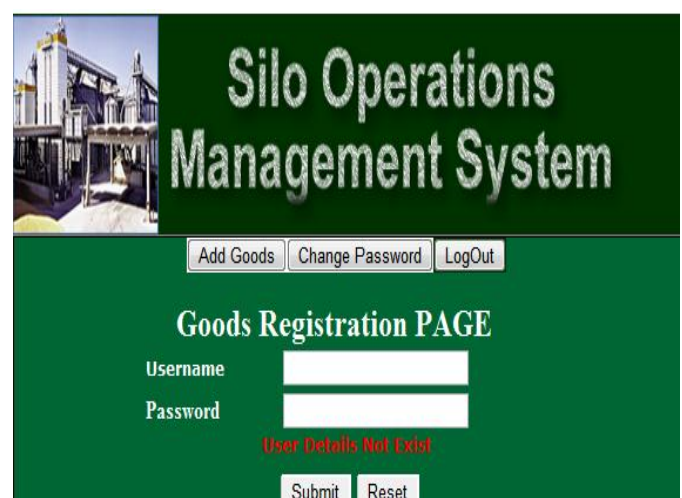 Silo Operations
Management System
Add Goods Change Password LogOut
Goods Registration PAGE
Username
Password
User Details Not Exist
Submit Reset